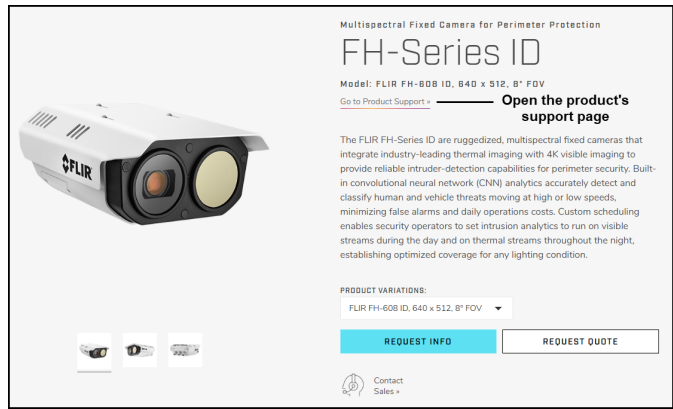 Multispectral Fixed Camera for Perimeter Protection
FH-Series ID
Model: FLIR FH-608 ID, 640 x 512, 8° FOV
Go to Product Support »
Open the product's
support page
The FLIR FH-Series ID are ruggedized, multispectral fixed cameras that
integrate industry-leading thermal imaging with 4K visible imaging to
provide reliable intruder-detection capabilities for perimeter security. Built-
in convolutional neural network (CNN) analytics accurately detect and
classify human and vehicle threats moving at high or low speeds,
minimizing false alarms and daily operations costs. Custom scheduling
enables security operators to set intrusion analytics to run on visible
streams during the day and on thermal streams throughout the night,
establishing optimized coverage for any lighting condition.
FLIR
PRODUCT VARIATIONS:
FLIR FH-608 ID, 640 x 512, 8° FOV
REQUEST INFO
REQUEST QUOTE
Contact
Sales »